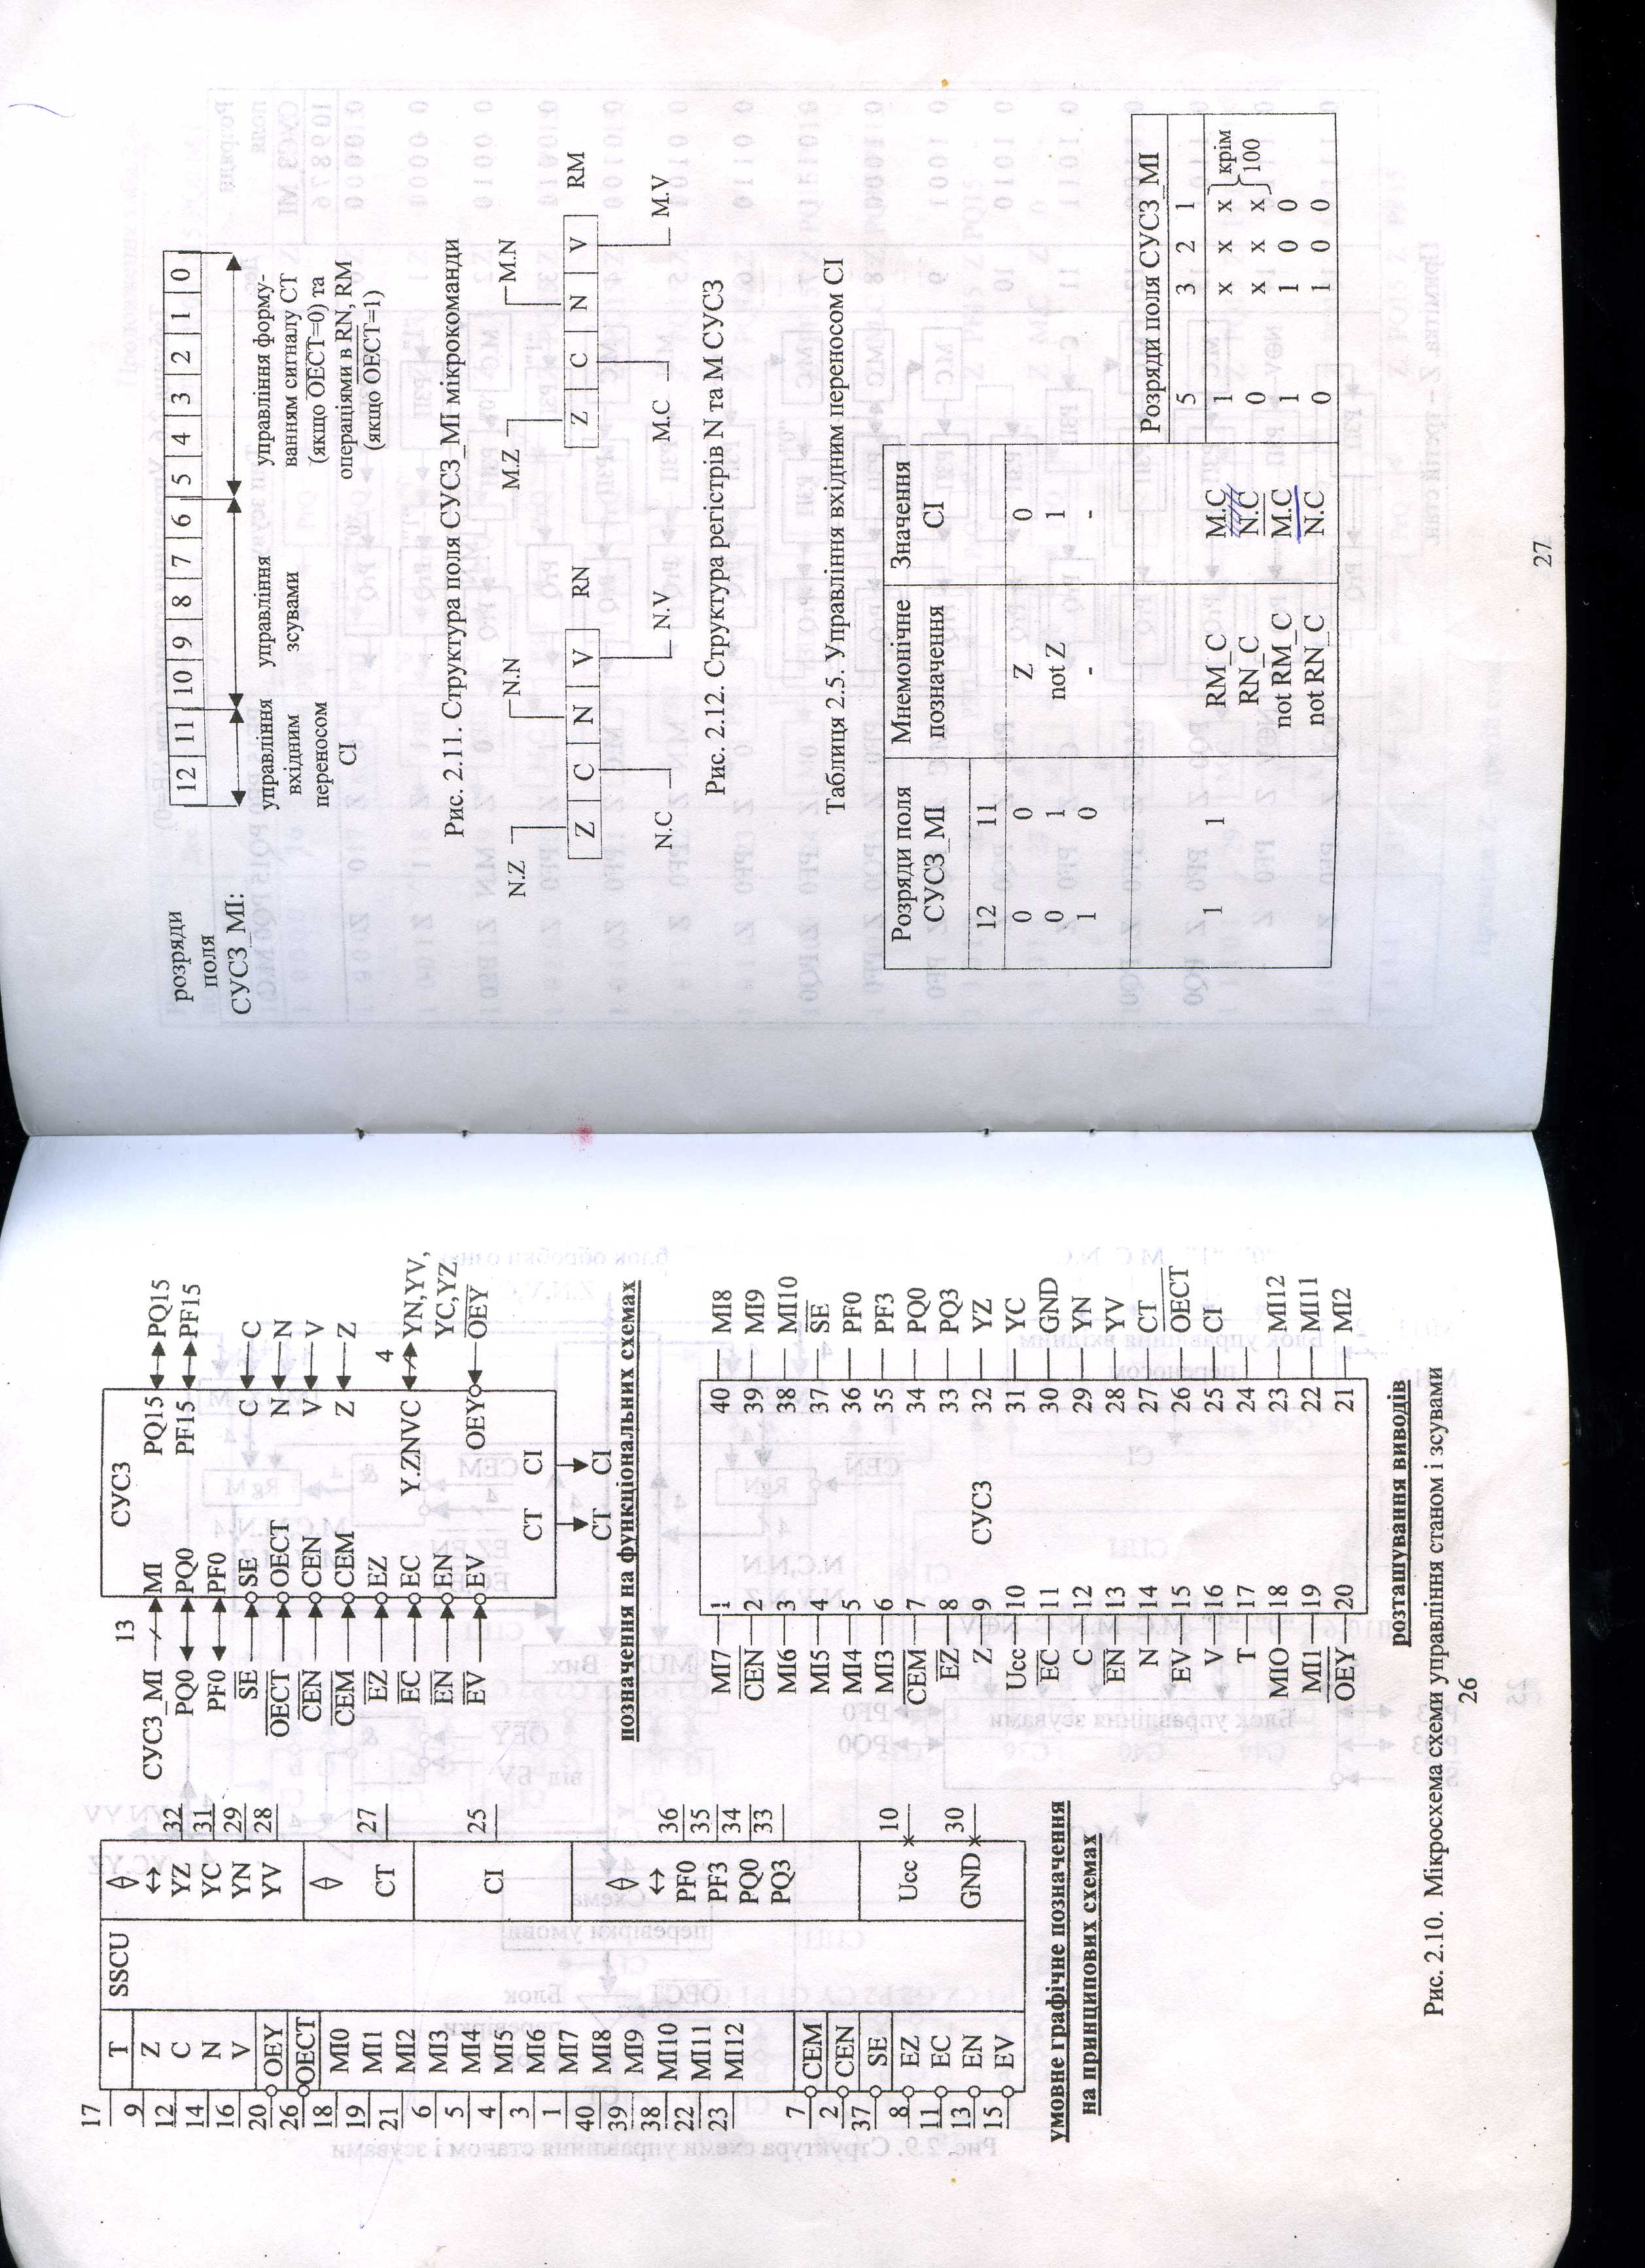 17
9
12
14
16
20
26
18
19
21
6
5
4
3
1
40
39
38
22
23
7
2
37
8
11
13
15
T
Z
C
N
V
OEY
OECT
MI0
MI1
MI2
MI3
MI4
MI5
MI6
MI7
MI8
MI9
MI10
MI11
MI12
CEM
CEN
SE
EZ
EC
EN
EV
SSCU
YZ 32
YC 31
YN 29
YV 28
CT 27
CI 25
PF0 36
PF3 35
PQ0 34
PQ3 33
Ucc 10
GND 30
умовне графічне позначення
на принципових схемах
СУСЗ
13
СУСЗ_МІ MI
PQ0 PQ0
PF0 PF0
SE SE
OECT OECT
CEN CEN
CEM CEM
EZ EZ
EC EC
EN EN
EV EV
PQ15 PQ15
PF15 PF15
C C
N N
V V
Z Z
4
Y.ZNVC YN,YV,
YC,YZ
OEY OEY
CT CI
CT CI
позначення на функціональних схемах
MI7 1 40 MI8
CEN 2 39 MI9
MI6 3 38 MI10
MI5 4 37 SE
MI4 5 36 PF0
MI3 6 35 PF3
CEM 7 34 PQ0
EZ 8 33 PQ3
Z 9 СУСЗ 32 YZ
Ucc 10 31 YC
EC 11 30 GND
C 12 29 YN
EN 13 28 YV
N 14 27 CT
EV 15 26 OECT
V 16 25 CI
T 17 24
MIO 18 23 MI12
MI1 19 22 MI11
OEY 20 21 MI2
розташування виводів
Рис. 2.10. Мікросхема схеми управління станом і зсувами
26
розряди
поля
СУСЗ_МІ:
12 11 10 9 8 7 6 5 4 3 2 1 0
управління
вхідним
переносом
CI
управління
зсувами
управління форму-
ванням сигналу CT
(якщо O̅E̅C̅T̅=0) та
операціями в RN, RM
(якщо O̅E̅C̅T̅=1)
Рис. 2.11. Структура поля СУСЗ_МІ мікрокоманди
N.Z N.N
Z C N V RN
N.C N.V
M.Z M.N
Z C N V RM
M.C M.V
Рис. 2.12. Структура регістрів N та M СУСЗ
Таблиця 2.5. Управління вхідним переносом CI
Розряди поля
СУСЗ_МІ
Мнемонічне
позначення
Значення
CI
12 11
0 0 Z 0
0 1 not Z 1
1 0 - -
Розряди поля СУСЗ_МІ
5 3 2 1
1 1
RM_C M.C 1 x x x
RN_C N.C 0 x x x
крім
100
not RM_C M̅.̅C̅ 1 1 0 0
not RN_C N̅.̅C̅ 0 1 0 0
27